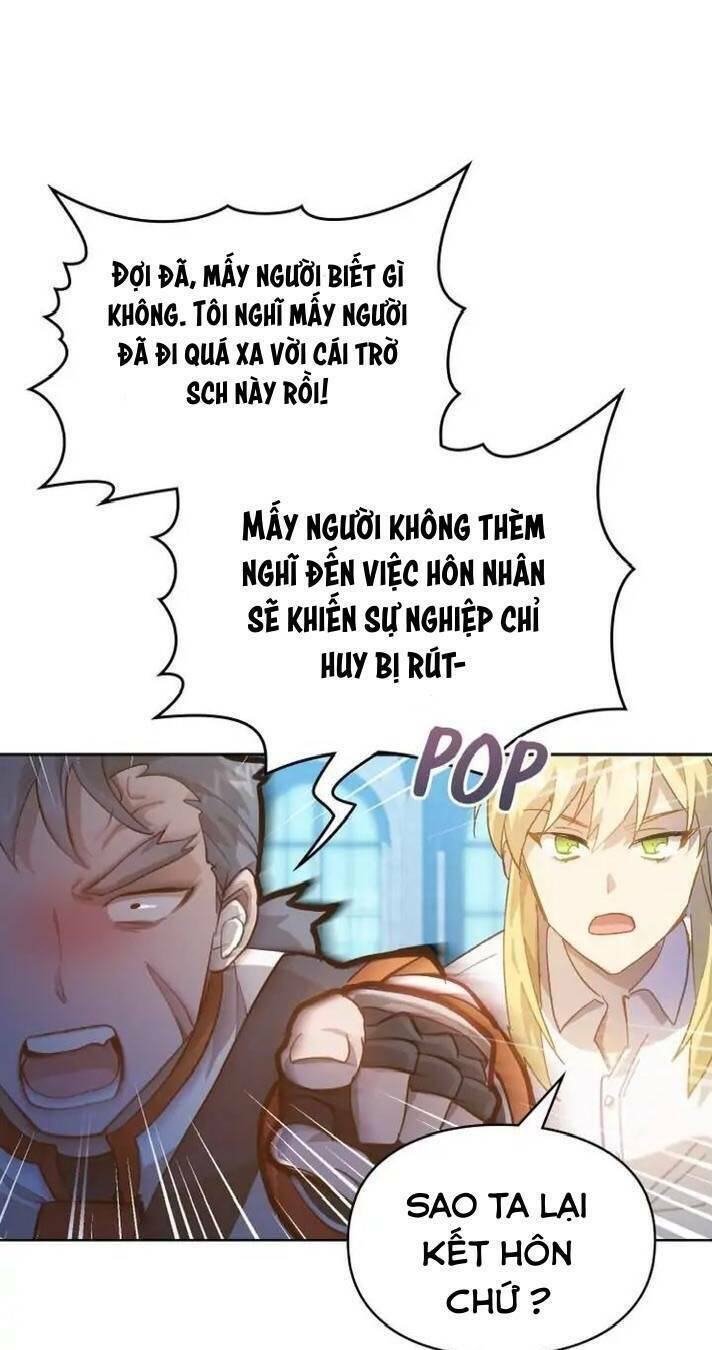 ĐỢI ĐÃ, MẤY NGƯỜI BIẾT GÌ
KHÔNG. TÔI NGHĨ MẤY NGƯỜI
ĐÃ ĐI QUÁ XA VỜI CÁI TRỜ
SCH NÀY RỒI!
MẤY NGƯỜI KHÔNG THÈM
NGHĨ ĐẾN VIỆC HÔN NHÂN
SẼ KHIẾN SỰ NGHIỆP CHỈ
HUY BỊ RÚT-
POP
SAO TA LẠI
KẾT HÔN
CHỨ ?